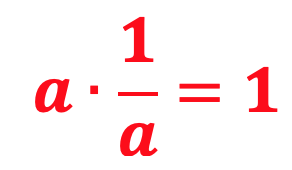 a · 1/a = 1